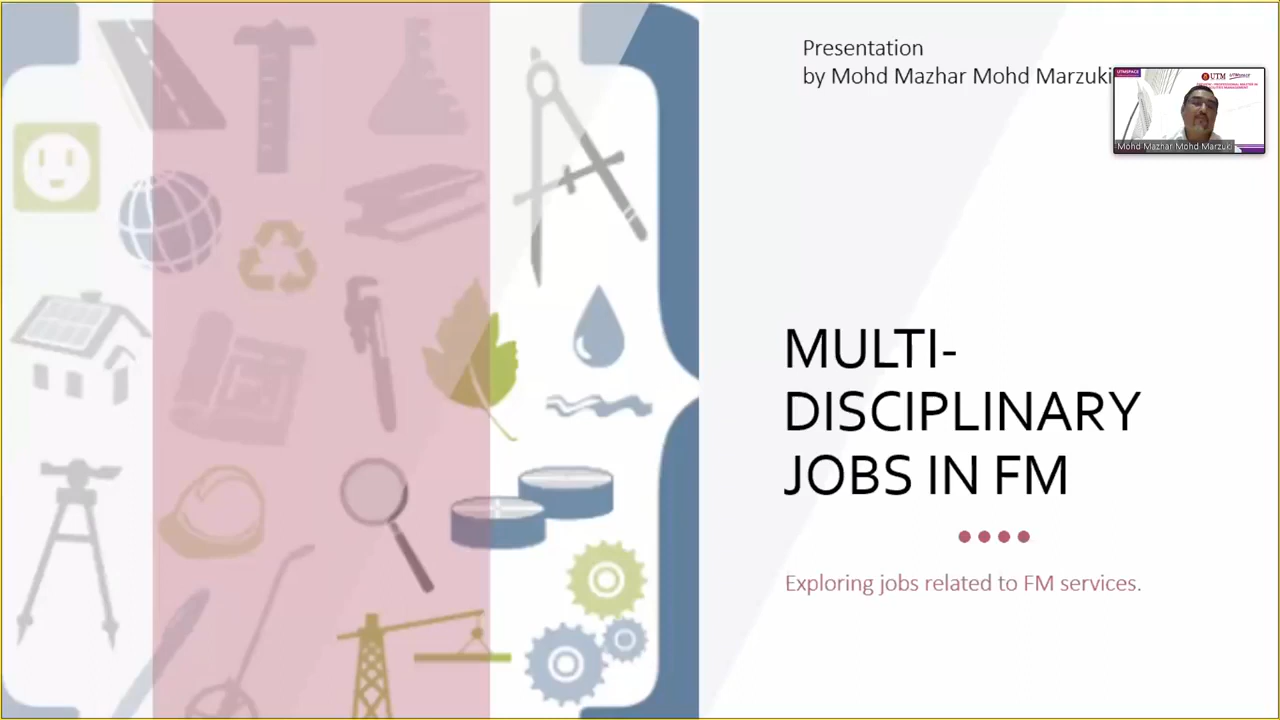 Presentation
by Mohd Mazhar Mohd Marzuki
UTMSPACE
UTM
Mohd Mazhar Mohd Marzuki
MULTI-
DISCIPLINARY
JOBS IN FM
Exploring jobs related to FM services.